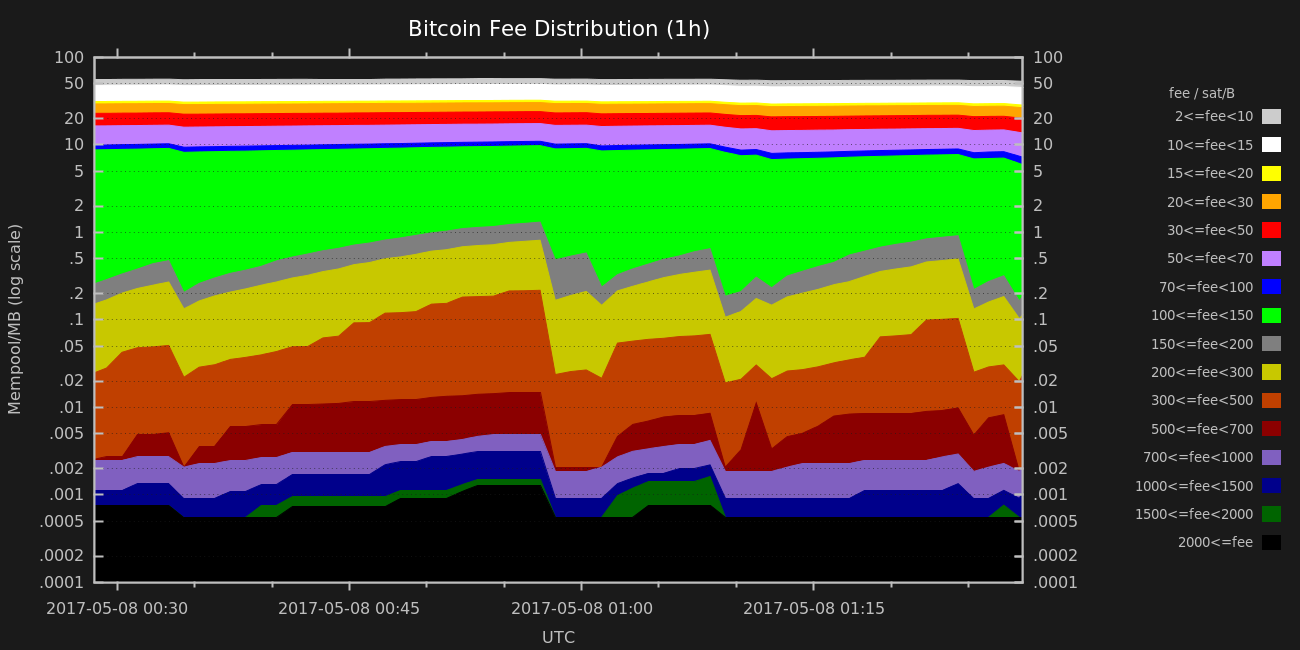 Bitcoin Fee Distribution (1h)
Mempool/MB (log scale)
100
50
20
10
5
2
1
.5
.2
.1
.05
.02
.01
.005
.002
.001
.0005
.0002
.0001
100
50
20
10
5
2
1
.5
.2
.1
.05
.02
.01
.005
.002
.001
.0005
.0002
.0001
2017-05-08 00:30
2017-05-08 00:45
2017-05-08 01:00
2017-05-08 01:15
UTC
fee / sat/B
2<=fee<10
10<=fee<15
15<=fee<20
20<=fee<30
30<=fee<50
50<=fee<70
70<=fee<100
100<=fee<150
150<=fee<200
200<=fee<300
300<=fee<500
500<=fee<700
700<=fee<1000
1000<=fee<1500
1500<=fee<2000
2000<=fee